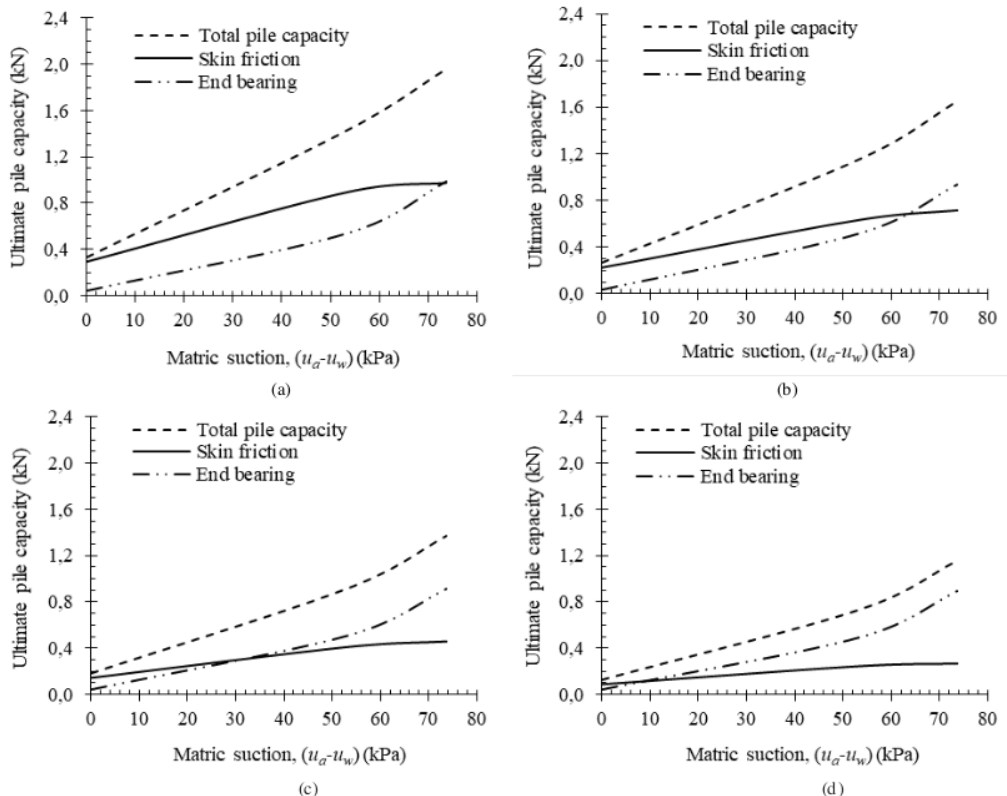 Ultimate pile capacity (kN)
2,4
2,0
1,6
1,2
0,8
0,4
0,0
Total pile capacity
Skin friction
End bearing
0 10 20 30 40 50 60 70 80
Matric suction, (ua-uw) (kPa)
(a)
Ultimate pile capacity (kN)
2,4
2,0
1,6
1,2
0,8
0,4
0,0
Total pile capacity
Skin friction
End bearing
0 10 20 30 40 50 60 70 80
Matric suction, (ua-uw) (kPa)
(b)
Ultimate pile capacity (kN)
2,4
2,0
1,6
1,2
0,8
0,4
0,0
Total pile capacity
Skin friction
End bearing
0 10 20 30 40 50 60 70 80
Matric suction, (ua-uw) (kPa)
(c)
Ultimate pile capacity (kN)
2,4
2,0
1,6
1,2
0,8
0,4
0,0
Total pile capacity
Skin friction
End bearing
0 10 20 30 40 50 60 70 80
Matric suction, (ua-uw) (kPa)
(d)